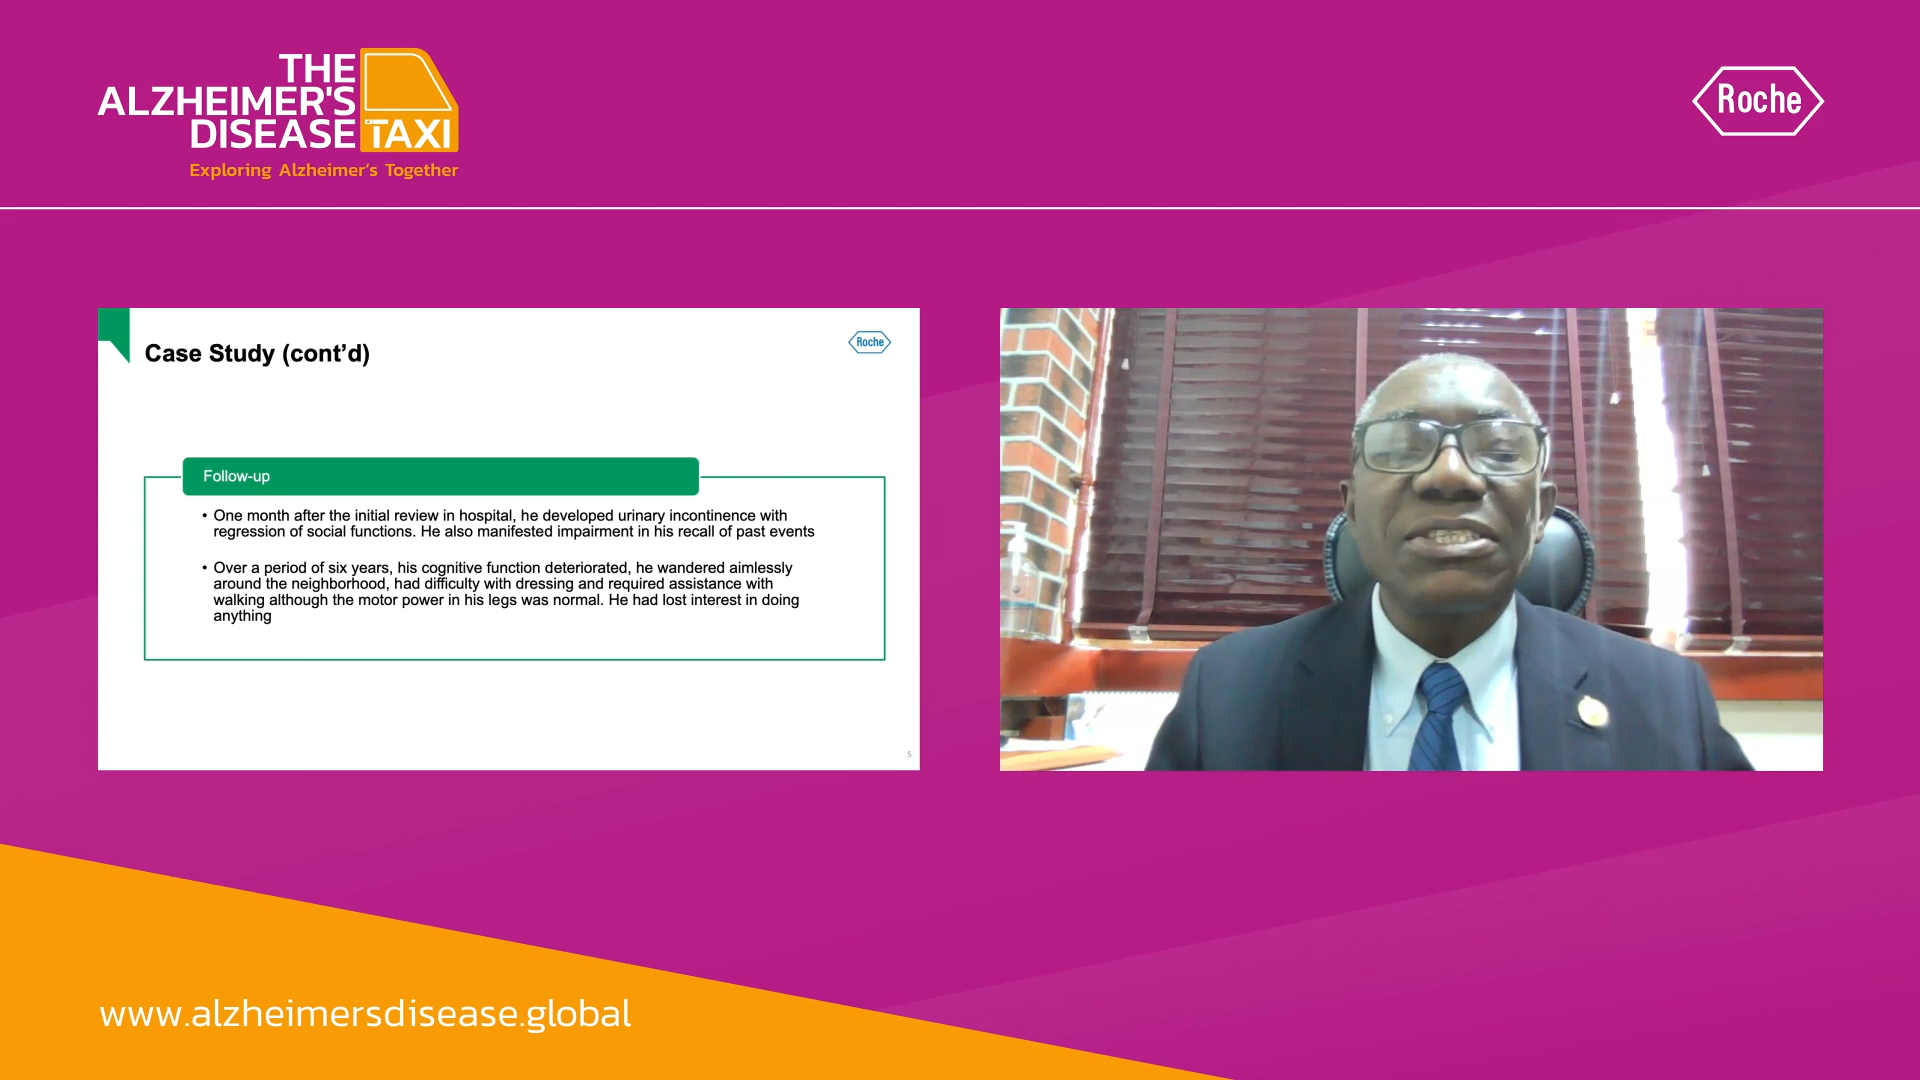 THE
ALZHEIMER'S
DISEASE TAXI
Exploring Alzheimer's Together
Roche
Case Study (cont’d)
Roche
Follow-up
• One month after the initial review in hospital, he developed urinary incontinence with
regression of social functions. He also manifested impairment in his recall of past events
• Over a period of six years, his cognitive function deteriorated, he wandered aimlessly
around the neighborhood, had difficulty with dressing and required assistance with
walking although the motor power in his legs was normal. He had lost interest in doing
anything
5
www.alzheimersdisease.global